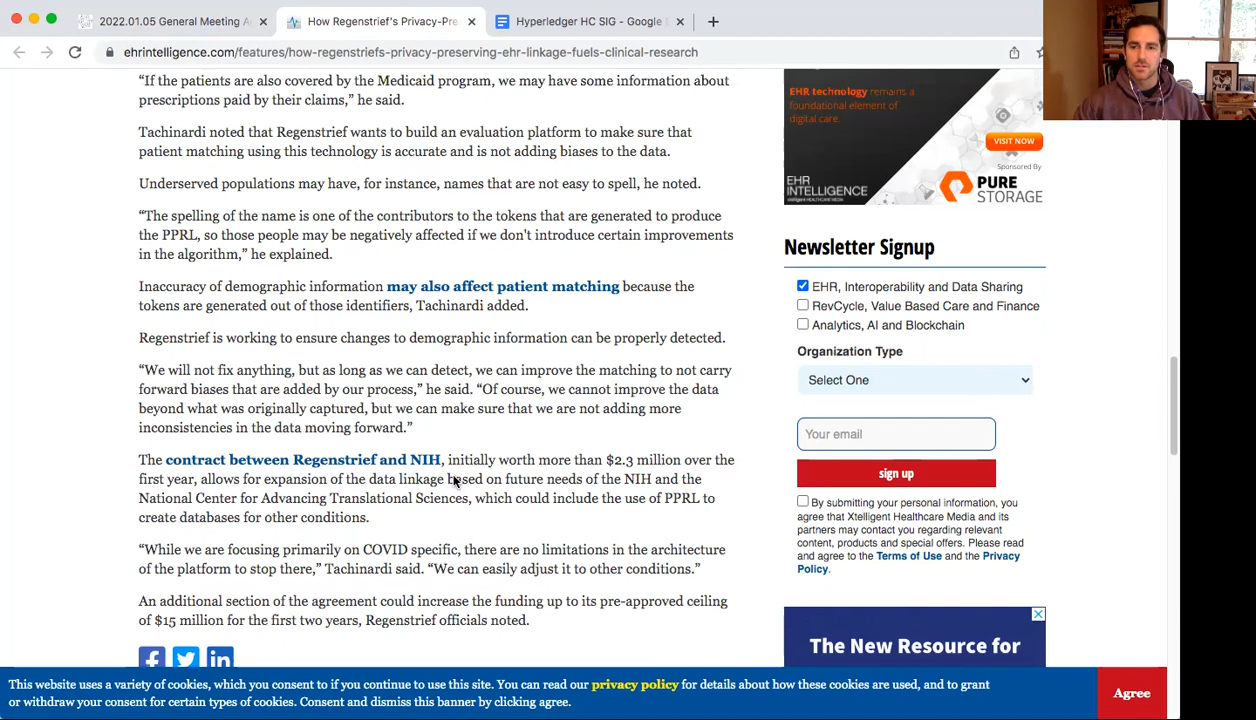 2022.01.05 General Meeting A
How Regenstrief's Privacy-Pre
Hyperledger HC SIG - Google
ehrintelligence.com/features/how-regenstriefs-privacy-preserving-ehr-linkage-fuels-clinical-research
“If the patients are also covered by the Medicaid program, we may have some information about
prescriptions paid by their claims,” he said.
Tachinardi noted that Regenstrief wants to build an evaluation platform to make sure that
patient matching using this technology is accurate and is not adding biases to the data.
Underserved populations may have, for instance, names that are not easy to spell, he noted.
“The spelling of the name is one of the contributors to the tokens that are generated to produce
the PPRL, so those people may be negatively affected if we don't introduce certain improvements
in the algorithm,” he explained.
Inaccuracy of demographic information may also affect patient matching because the
tokens are generated out of those identifiers, Tachinardi added.
Regenstrief is working to ensure changes to demographic information can be properly detected.
“We will not fix anything, but as long as we can detect, we can improve the matching to not carry
forward biases that are added by our process,” he said. “Of course, we cannot improve the data
beyond what was originally captured, but we can make sure that we are not adding more
inconsistencies in the data moving forward.”
The contract between Regenstrief and NIH, initially worth more than $2.3 million over the
first year, allows for expansion of the data linkage based on future needs of the NIH and the
National Center for Advancing Translational Sciences, which could include the use of PPRL to
create databases for other conditions.
“While we are focusing primarily on COVID specific, there are no limitations in the architecture
of the platform to stop there,” Tachinardi said. “We can easily adjust it to other conditions.”
An additional section of the agreement could increase the funding up to its pre-approved ceiling
of $15 million for the first two years, Regenstrief officials noted.
EHR technology remains a
foundational element of
digital care.
VISIT NOW
Sponsored By
EHR
INTELLIGENCE
PURE
STORAGE
Newsletter Signup
EHR, Interoperability and Data Sharing
RevCycle, Value Based Care and Finance
Analytics, AI and Blockchain
Organization Type
Select One
Your email
sign up
By submitting your personal information, you
agree that Xtelligent Healthcare Media and its
partners may contact you regarding relevant
content, products and special offers. Please read
and agree to the Terms of Use and the Privacy
Policy.
The New Resource for
This website uses a variety of cookies, which you consent to if you continue to use this site. You can read our privacy policy for details about how these cookies are used, and to grant
or withdraw your consent for certain types of cookies. Consent and dismiss this banner by clicking agree.
Agree